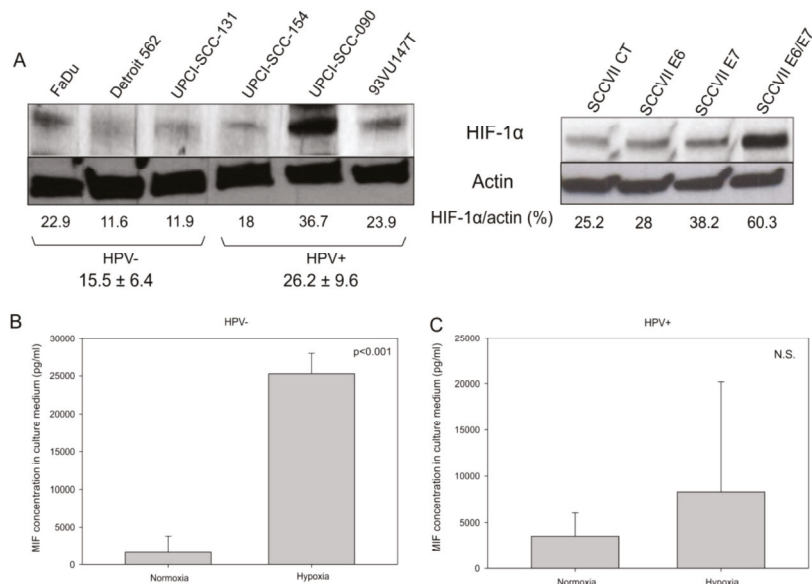 A
FaDu
Detroit 562
UPCI-SCC-131
UPCI-SCC-154
UPCI-SCC-090
93VU147T
22.9 11.6 11.9 18 36.7 23.9
HPV- HPV+
15.5 ± 6.4 26.2 ± 9.6
SCCVII CT
SCCVII E6
SCCVII E7
SCCVII E6/E7
HIF-1α
Actin
HIF-1α/actin (%) 25.2 28 38.2 60.3
B
HPV-
p<0.001
MIF concentration in culture medium (pg/ml)
30000
25000
20000
15000
10000
5000
0
Normoxia Hypoxia
C
HPV+
N.S.
MIF concentration in culture medium (pg/ml)
25000
20000
15000
10000
5000
0
Normoxia Hypoxia